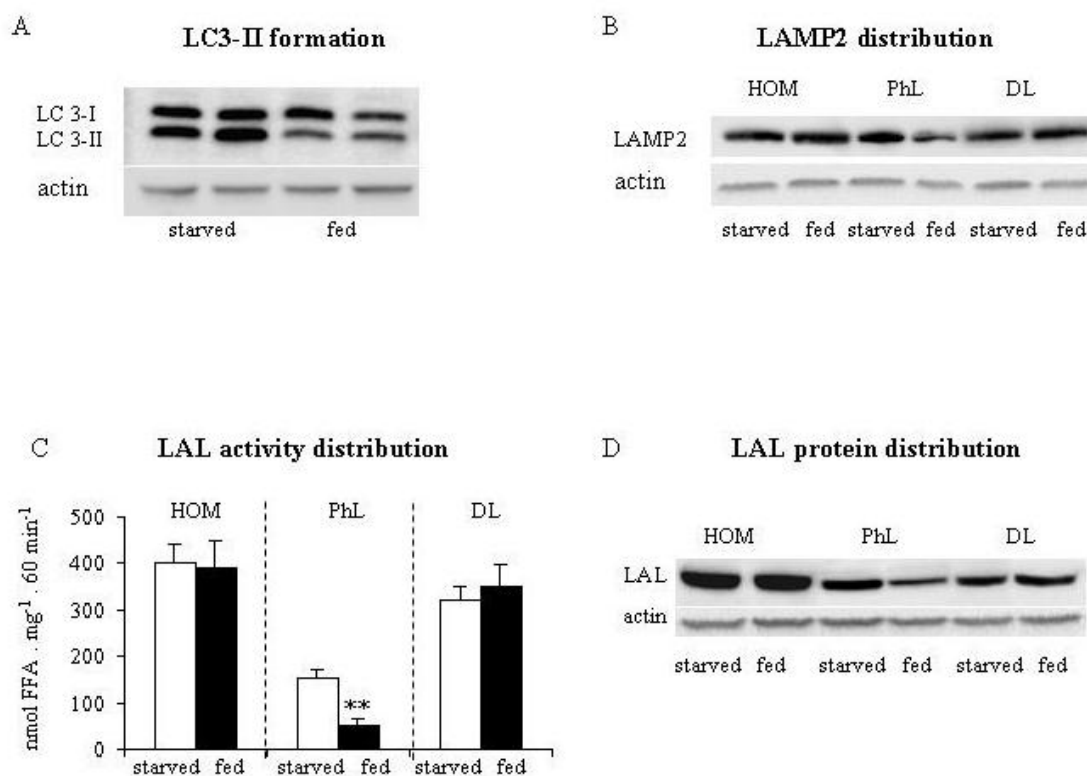 A
LC3-II formation
LC 3-I
LC 3-II
actin
starved fed
B
LAMP2 distribution
HOM PhL DL
LAMP2
actin
starved fed starved fed starved fed
C
LAL activity distribution
HOM PhL DL
nmol FFA . mg⁻¹ . 60 min⁻¹
500
400
300
200
100
0
**
starved fed starved fed starved fed
D
LAL protein distribution
HOM PhL DL
LAL
actin
starved fed starved fed starved fed